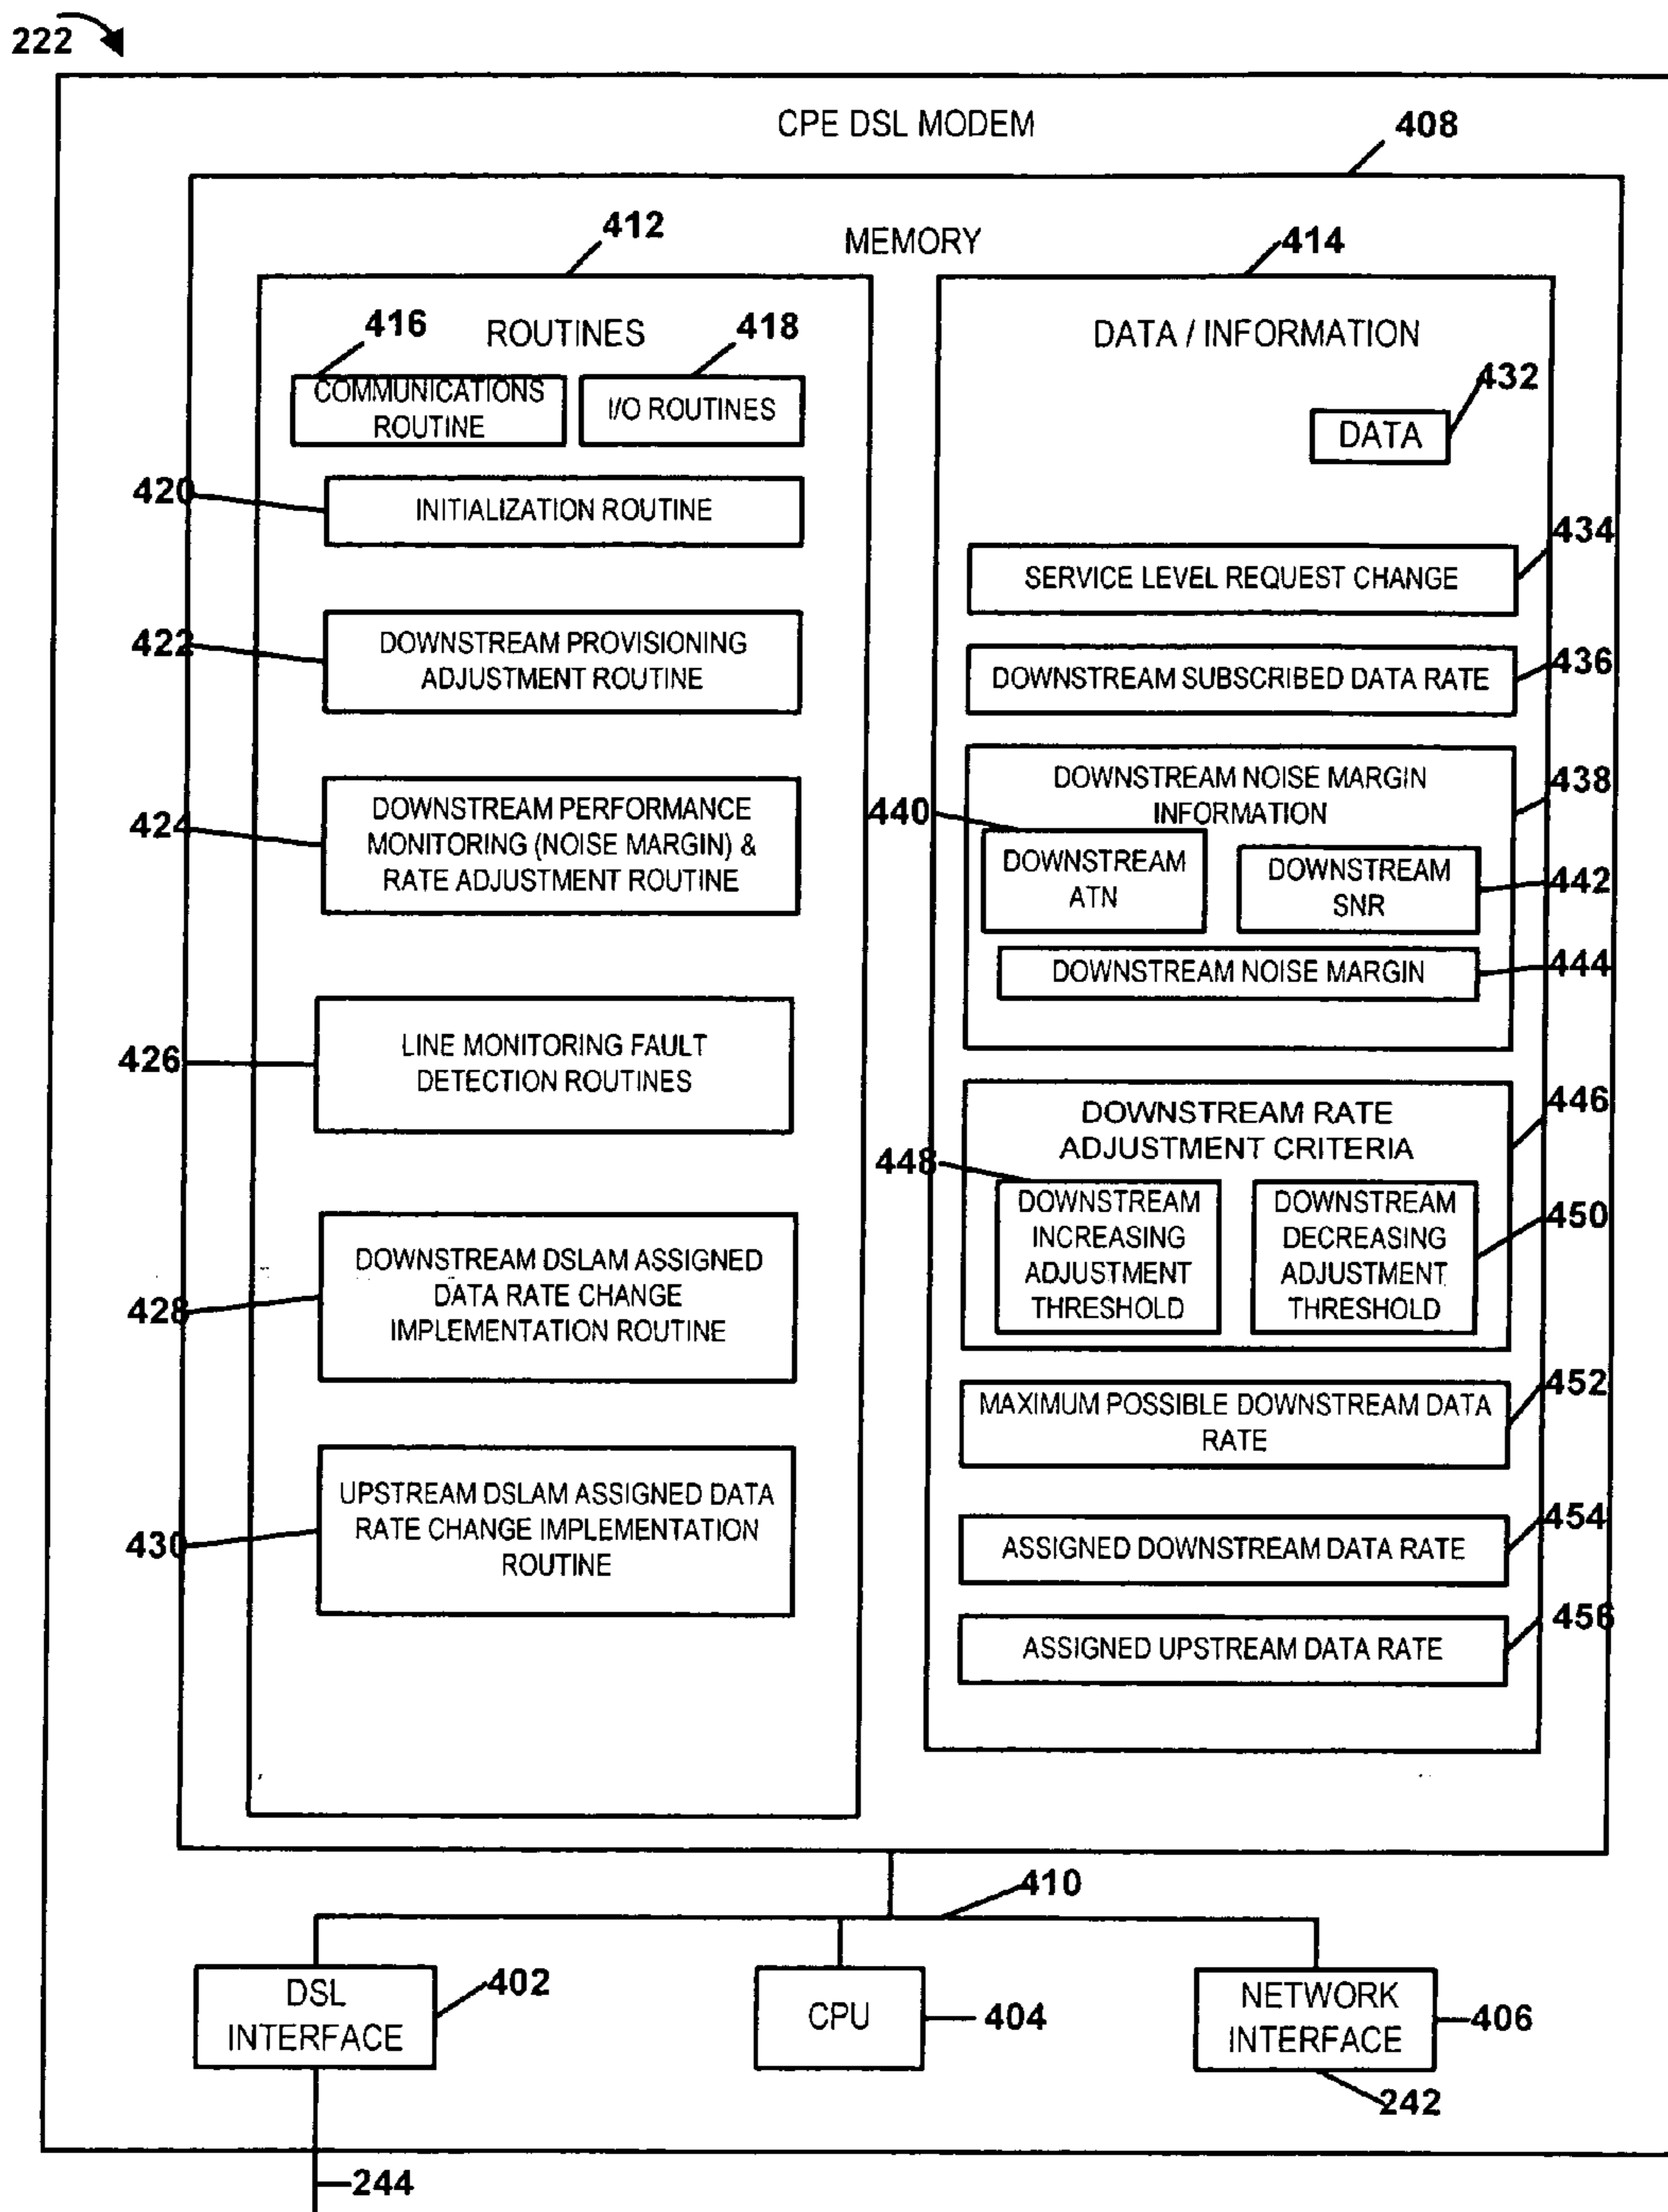 222
CPE DSL MODEM
408
MEMORY
412
414
ROUTINES
416
418
COMMUNICATIONS
ROUTINE
I/O ROUTINES
420
INITIALIZATION ROUTINE
422
DOWNSTREAM PROVISIONING
ADJUSTMENT ROUTINE
424
DOWNSTREAM PERFORMANCE
MONITORING (NOISE MARGIN) &
RATE ADJUSTMENT ROUTINE
426
LINE MONITORING FAULT
DETECTION ROUTINES
428
DOWNSTREAM DSLAM ASSIGNED
DATA RATE CHANGE
IMPLEMENTATION ROUTINE
430
UPSTREAM DSLAM ASSIGNED DATA
RATE CHANGE IMPLEMENTATION
ROUTINE
DATA / INFORMATION
432
DATA
434
SERVICE LEVEL REQUEST CHANGE
436
DOWNSTREAM SUBSCRIBED DATA RATE
438
DOWNSTREAM NOISE MARGIN
INFORMATION
440
DOWNSTREAM
ATN
DOWNSTREAM
SNR
442
DOWNSTREAM NOISE MARGIN
444
446
DOWNSTREAM RATE
ADJUSTMENT CRITERIA
448
DOWNSTREAM
INCREASING
ADJUSTMENT
THRESHOLD
DOWNSTREAM
DECREASING
ADJUSTMENT
THRESHOLD
450
452
MAXIMUM POSSIBLE DOWNSTREAM DATA
RATE
454
ASSIGNED DOWNSTREAM DATA RATE
456
ASSIGNED UPSTREAM DATA RATE
410
DSL
INTERFACE
402
CPU
404
NETWORK
INTERFACE
406
242
244